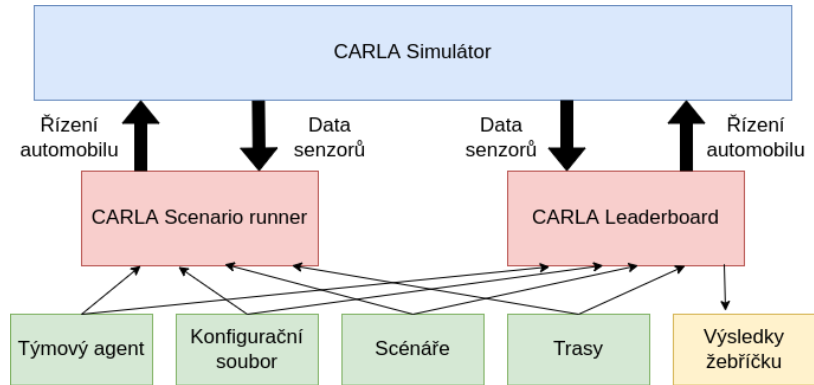 CARLA Simulátor
Řízení
automobilu
Data
senzorů
Data
senzorů
Řízení
automobilu
CARLA Scenario runner
CARLA Leaderboard
Týmový agent
Konfigurační
soubor
Scénáře
Trasy
Výsledky
žebříčku